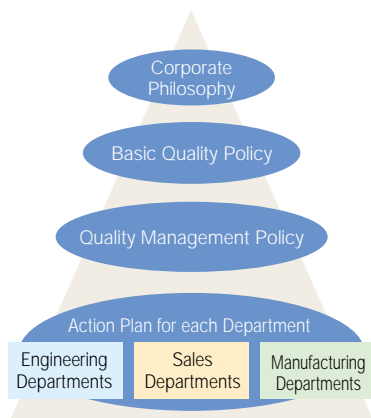 Corporate
Philosophy
Basic Quality Policy
Quality Management Policy
Action Plan for each Department
Engineering
Departments
Sales
Departments
Manufacturing
Departments